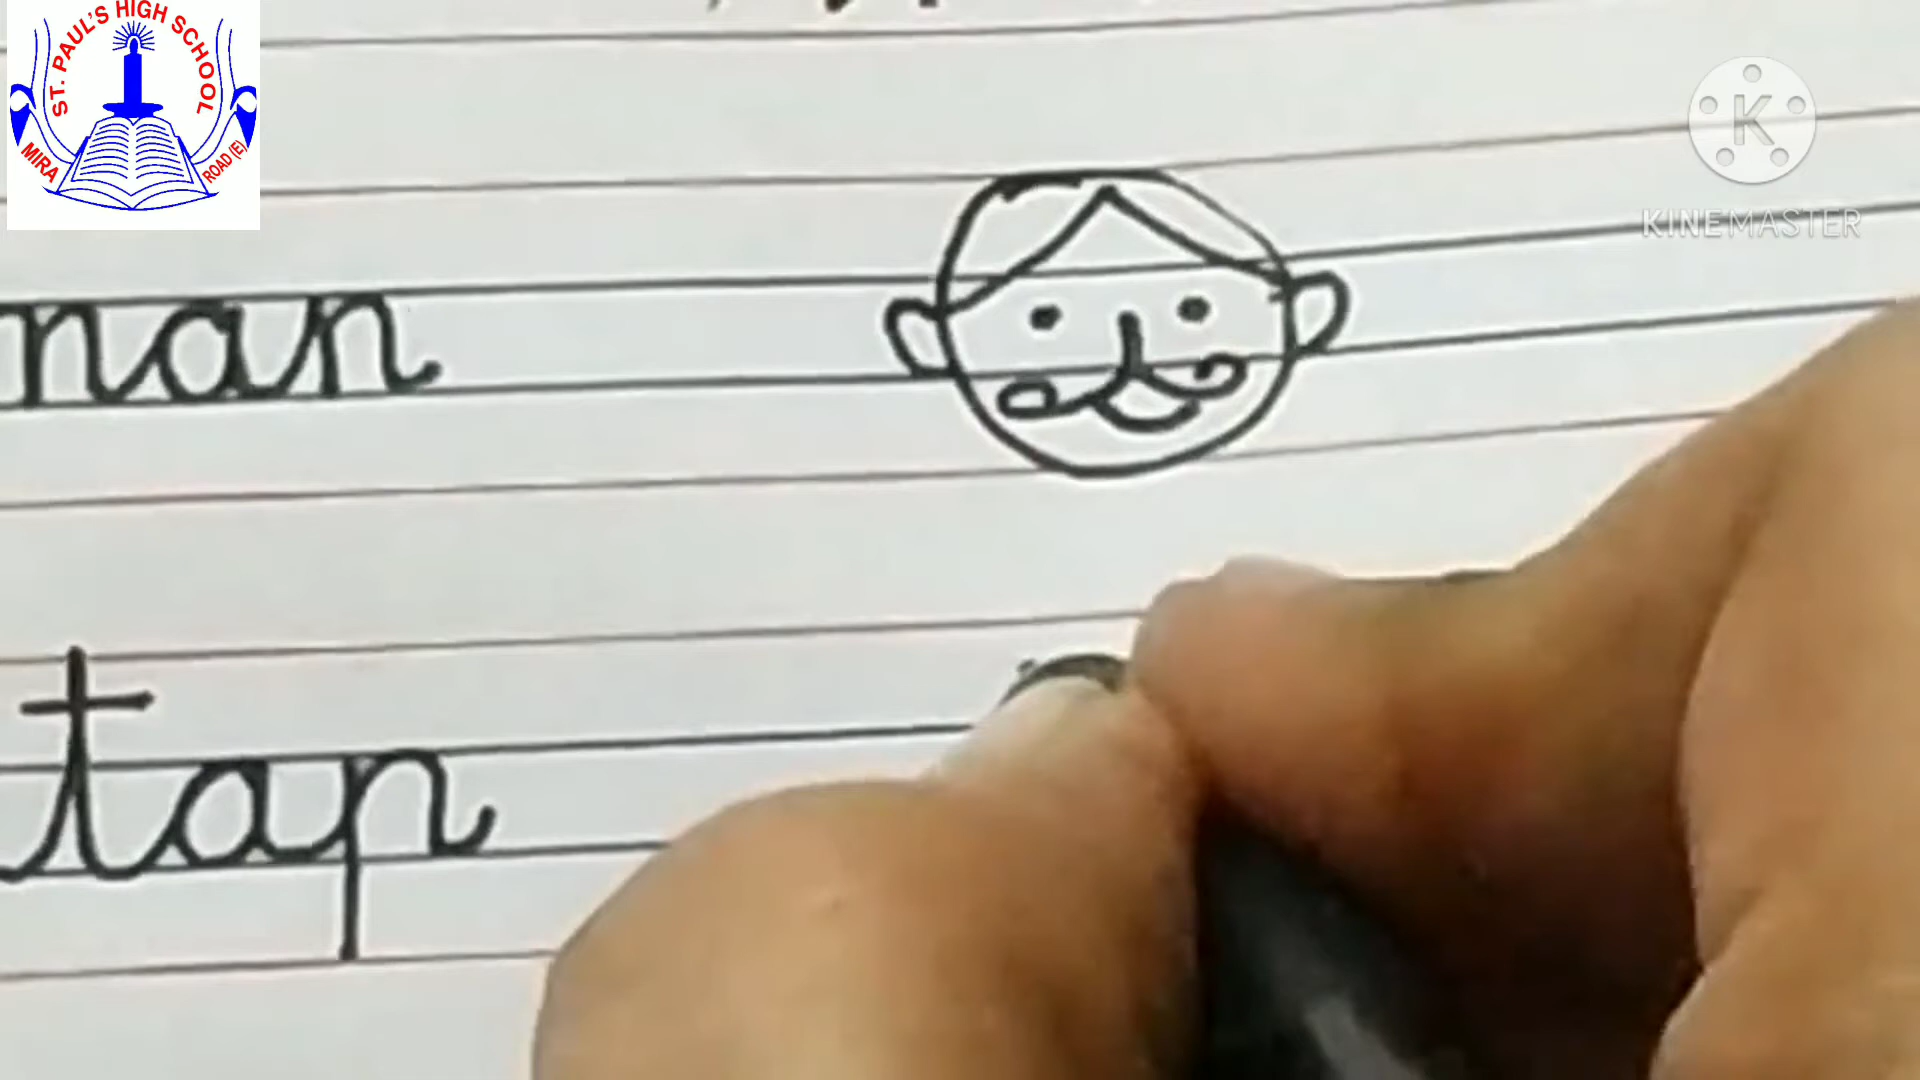 ST. PAUL'S HIGH SCHOOL
MIRA ROAD (E)
KINEMASTER
man
tap